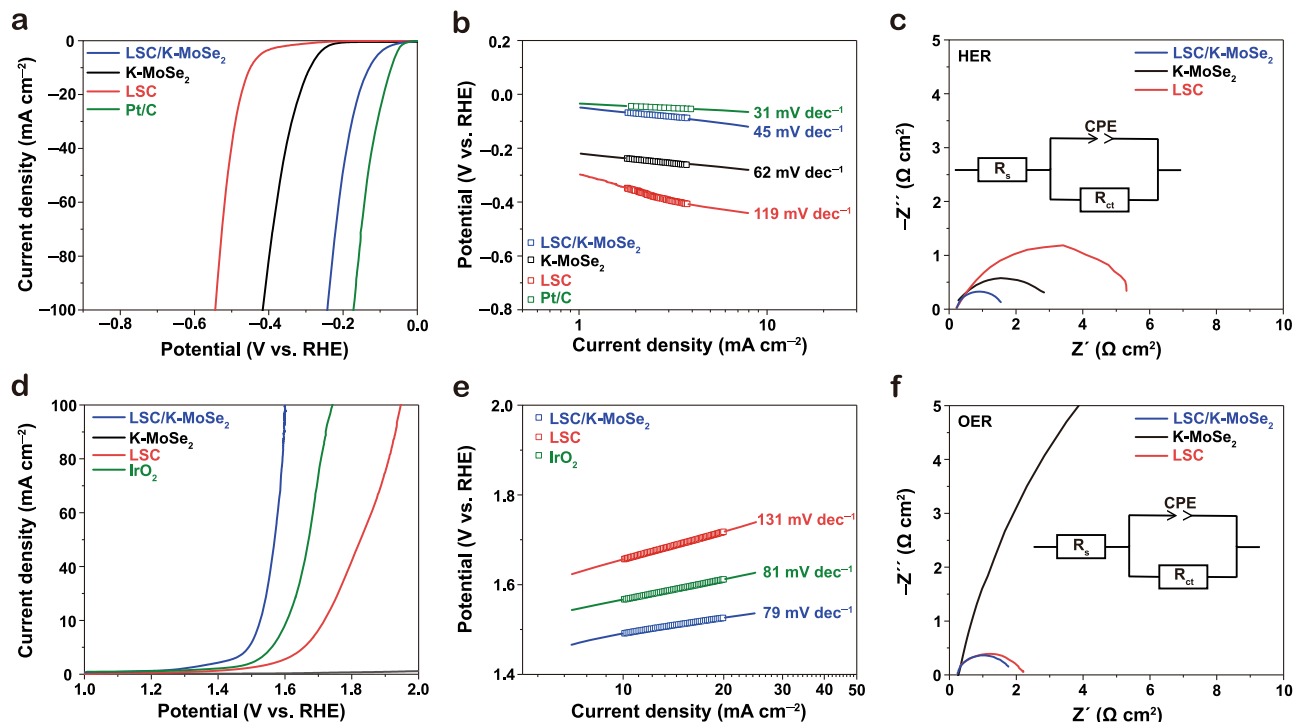 a
LSC/K-MoSe₂
K-MoSe₂
LSC
Pt/C
0
−20
−40
−60
−80
−100
Current density (mA cm⁻²)
−0.8
−0.6
−0.4
−0.2
0.0
Potential (V vs. RHE)
b
0.2
0.0
−0.2
−0.4
−0.6
−0.8
Potential (V vs. RHE)
31 mV dec⁻¹
45 mV dec⁻¹
62 mV dec⁻¹
119 mV dec⁻¹
LSC/K-MoSe₂
K-MoSe₂
LSC
Pt/C
1
10
Current density (mA cm⁻²)
c
HER
LSC/K-MoSe₂
K-MoSe₂
LSC
CPE
Rs
Rct
5
4
3
2
1
0
−Z′′ (Ω cm²)
0
2
4
6
8
10
Z′ (Ω cm²)
d
LSC/K-MoSe₂
K-MoSe₂
LSC
IrO₂
100
80
60
40
10
0
Current density (mA cm⁻²)
1.0
1.2
1.4
1.6
1.8
2.0
Potential (V vs. RHE)
e
LSC/K-MoSe₂
LSC
IrO₂
2.0
1.8
1.6
1.4
Potential (V vs. RHE)
131 mV dec⁻¹
81 mV dec⁻¹
79 mV dec⁻¹
10
20
30
40
50
Current density (mA cm⁻²)
f
OER
LSC/K-MoSe₂
K-MoSe₂
LSC
CPE
Rs
Rct
5
4
3
2
1
0
−Z′′ (Ω cm²)
0
2
4
6
8
10
Z′ (Ω cm²)